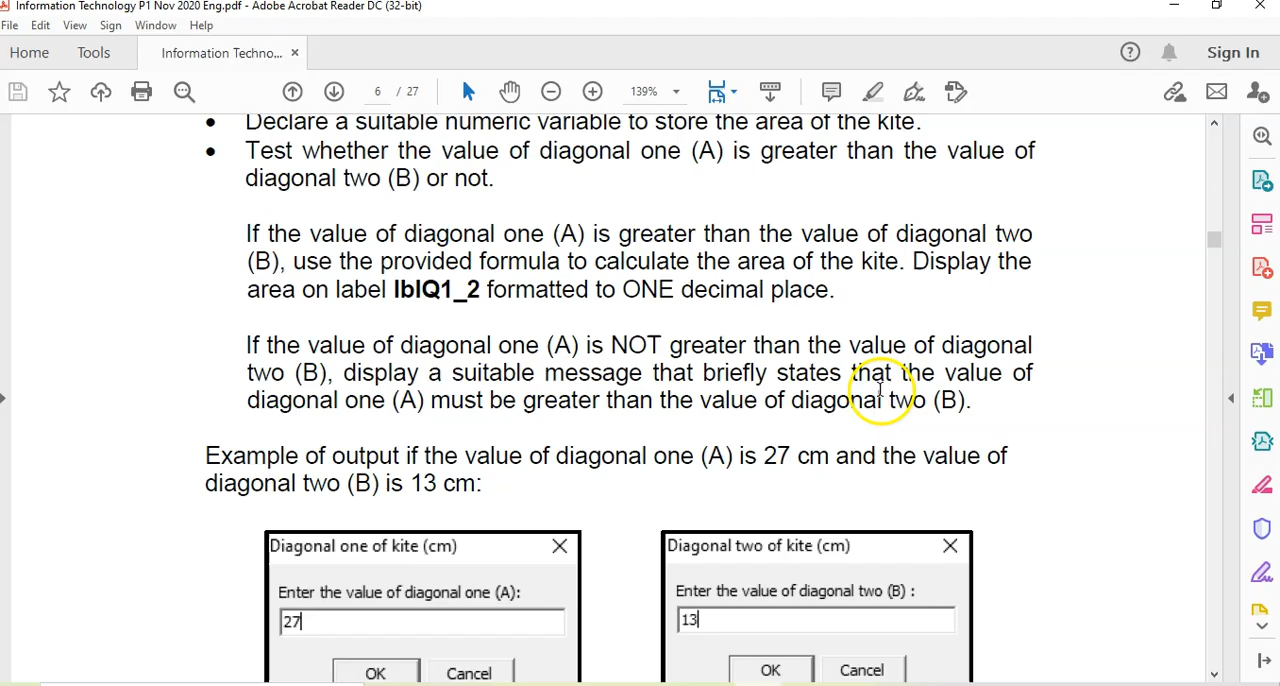 Information Technology P1 Nov 2020 Eng.pdf - Adobe Acrobat Reader DC (32-bit)
File Edit View Sign Window Help
Home Tools Information Techno... × Sign In
6 / 27 139%
• Declare a suitable numeric variable to store the area of the kite.
• Test whether the value of diagonal one (A) is greater than the value of
diagonal two (B) or not.
If the value of diagonal one (A) is greater than the value of diagonal two
(B), use the provided formula to calculate the area of the kite. Display the
area on label lblQ1_2 formatted to ONE decimal place.
If the value of diagonal one (A) is NOT greater than the value of diagonal
two (B), display a suitable message that briefly states that the value of
diagonal one (A) must be greater than the value of diagonal two (B).
Example of output if the value of diagonal one (A) is 27 cm and the value of
diagonal two (B) is 13 cm:
Diagonal one of kite (cm)
Enter the value of diagonal one (A):
27
OK Cancel
Diagonal two of kite (cm)
Enter the value of diagonal two (B) :
13
OK Cancel